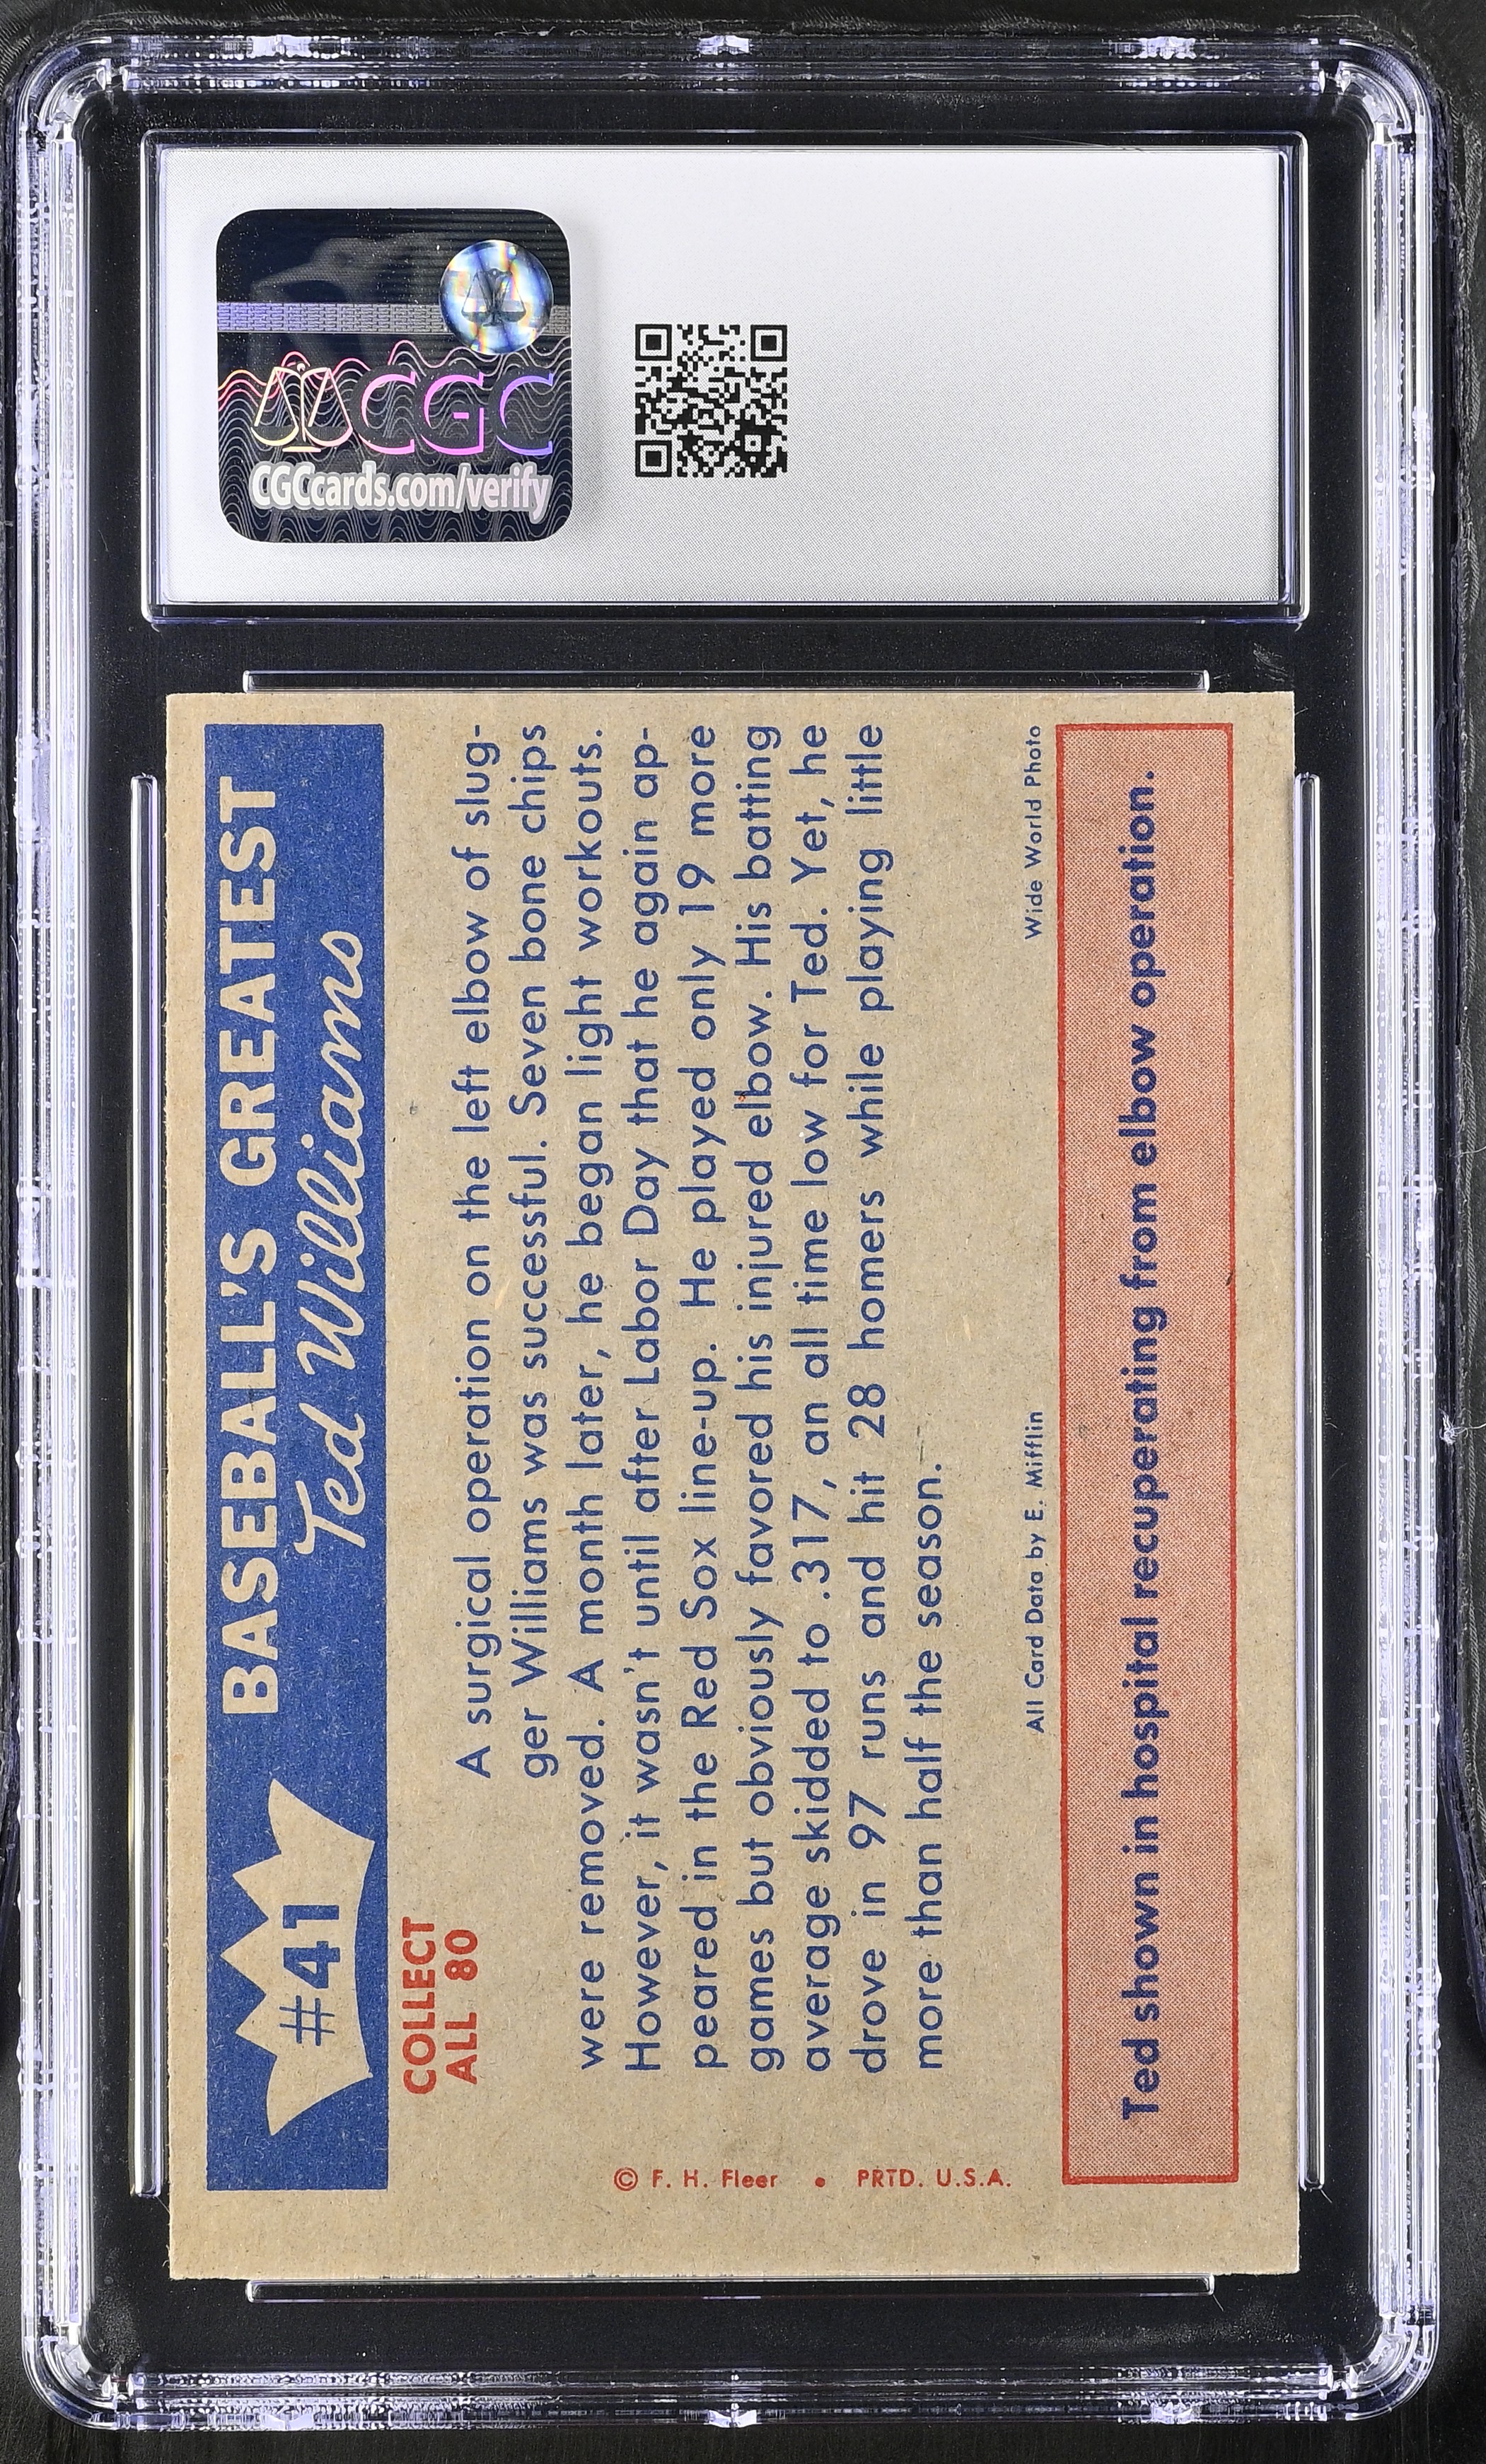 CGC
CGCcards.com/verify
#41
BASEBALL'S GREATEST
Ted Williams
COLLECT
ALL 80
A surgical operation on the left elbow of slug-
ger Williams was successful. Seven bone chips
were removed. A month later, he began light workouts.
However, it wasn't until after Labor Day that he again ap-
peared in the Red Sox line-up. He played only 19 more
games but obviously favored his injured elbow. His batting
average skidded to .317, an all time low for Ted. Yet, he
drove in 97 runs and hit 28 homers while playing little
more than half the season.
All Card Data by E. Mifflin
Wide World Photo
Ted shown in hospital recuperating from elbow operation.
© F. H. Fleer • PRTD. U.S.A.